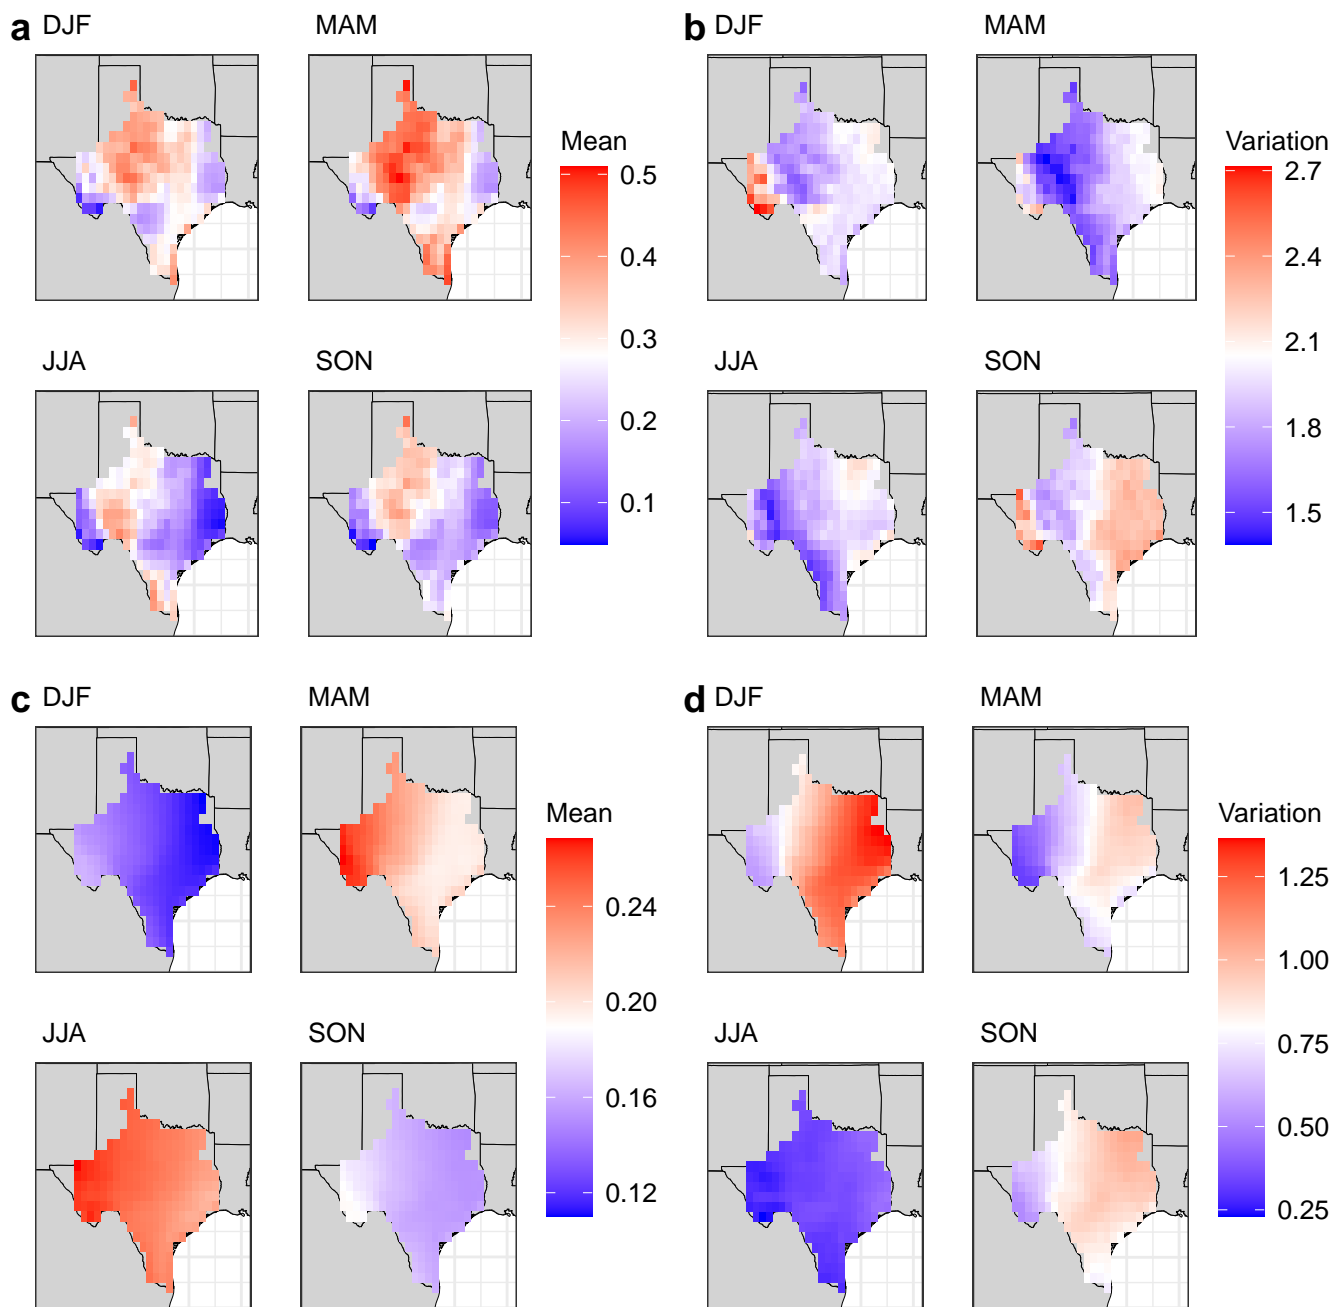 a DJF MAM
Mean
0.5
0.4
0.3
0.2
0.1
JJA SON
b DJF MAM
Variation
2.7
2.4
2.1
1.8
1.5
JJA SON
c DJF MAM
Mean
0.24
0.20
0.16
0.12
JJA SON
d DJF MAM
Variation
1.25
1.00
0.75
0.50
0.25
JJA SON